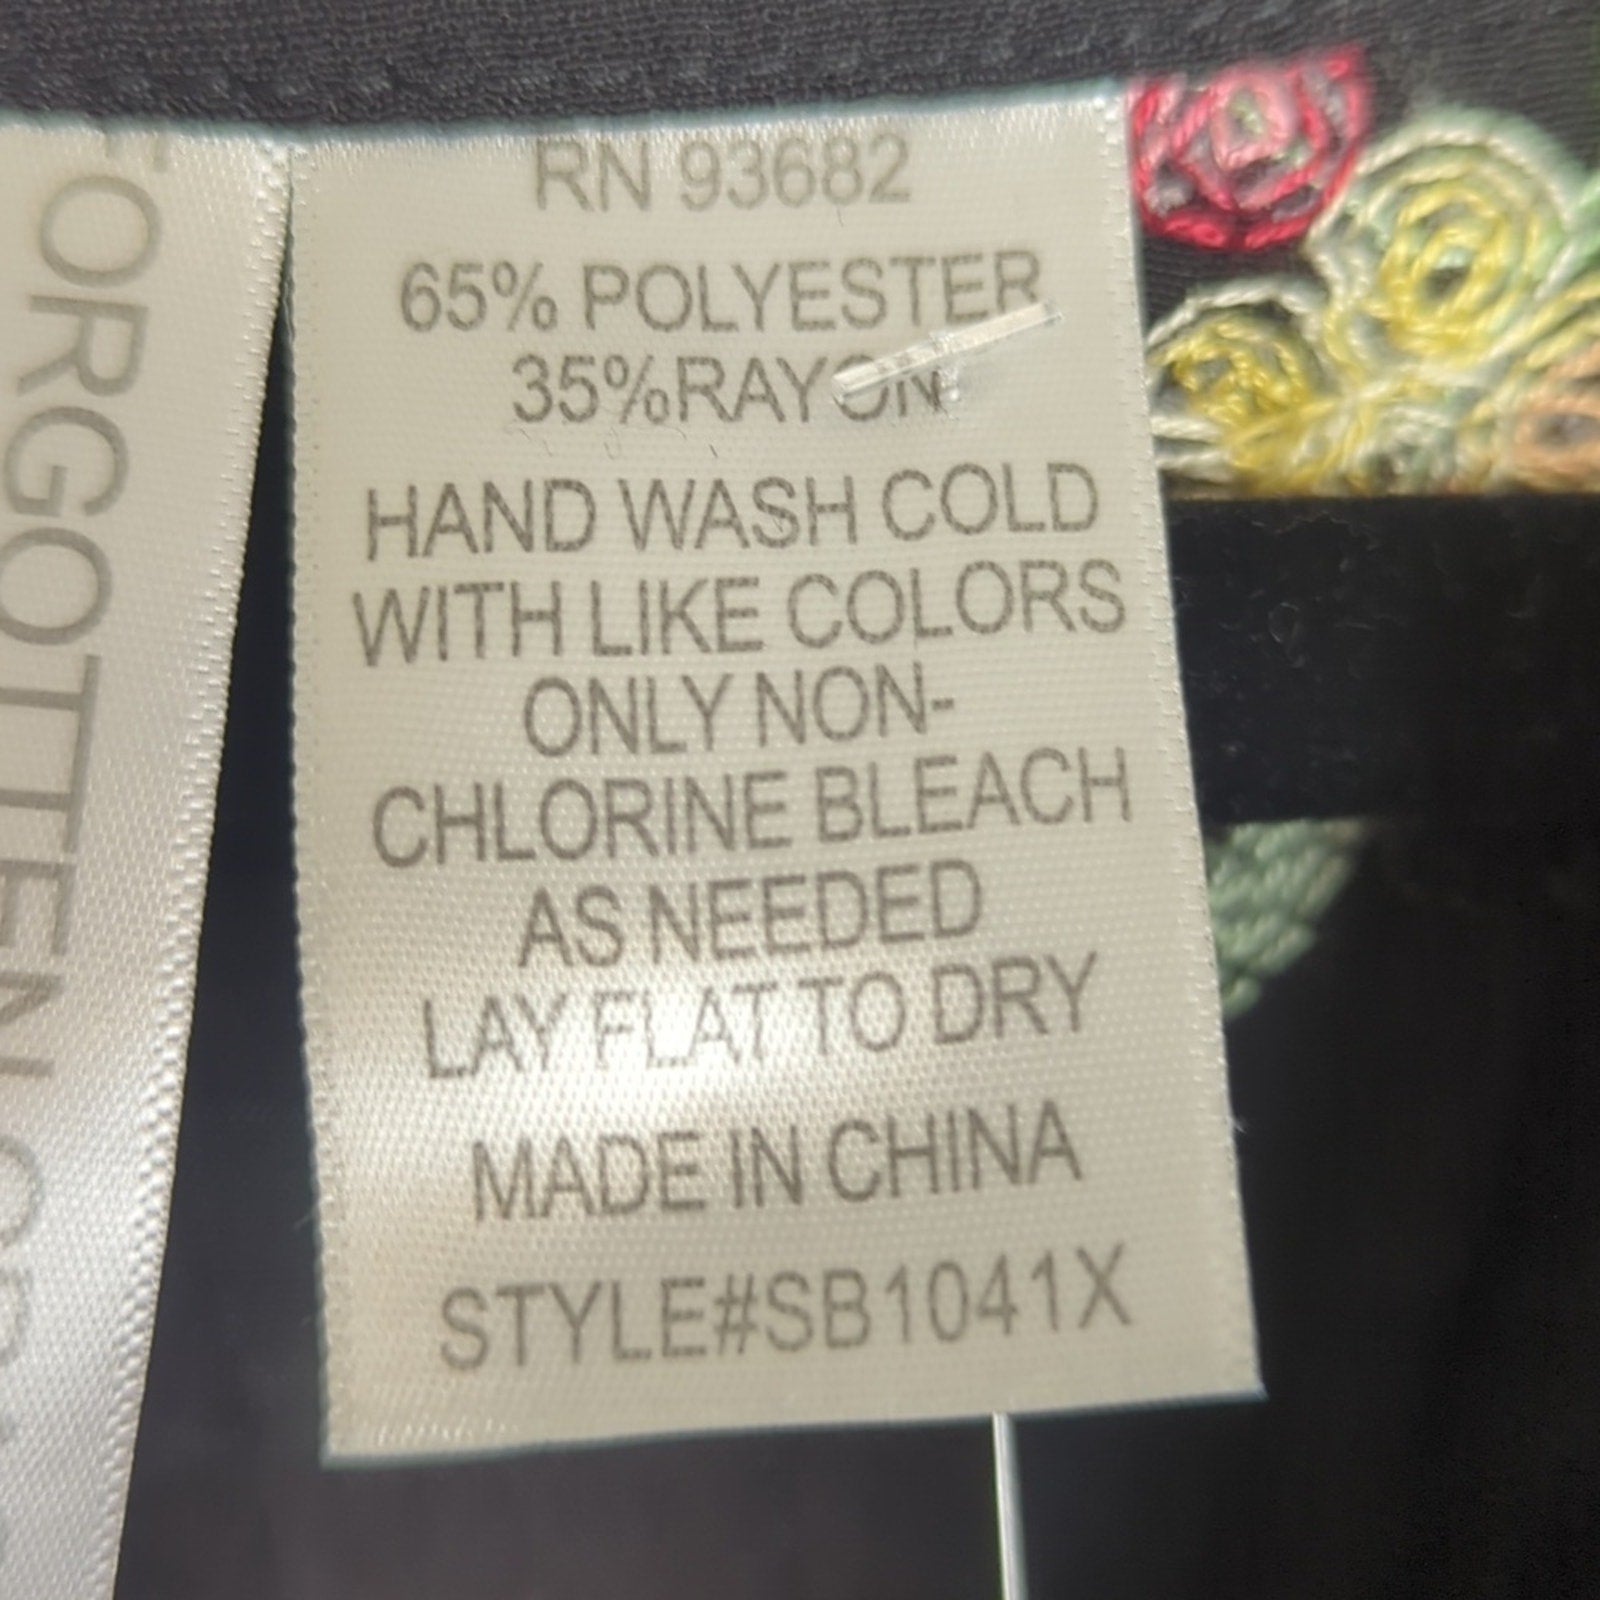 FORGOTTEN
RN 93682
65% POLYESTER
35%RAYON
HAND WASH COLD
WITH LIKE COLORS
ONLY NON-
CHLORINE BLEACH
AS NEEDED
LAY FLAT TO DRY
MADE IN CHINA
STYLE#SB1041X